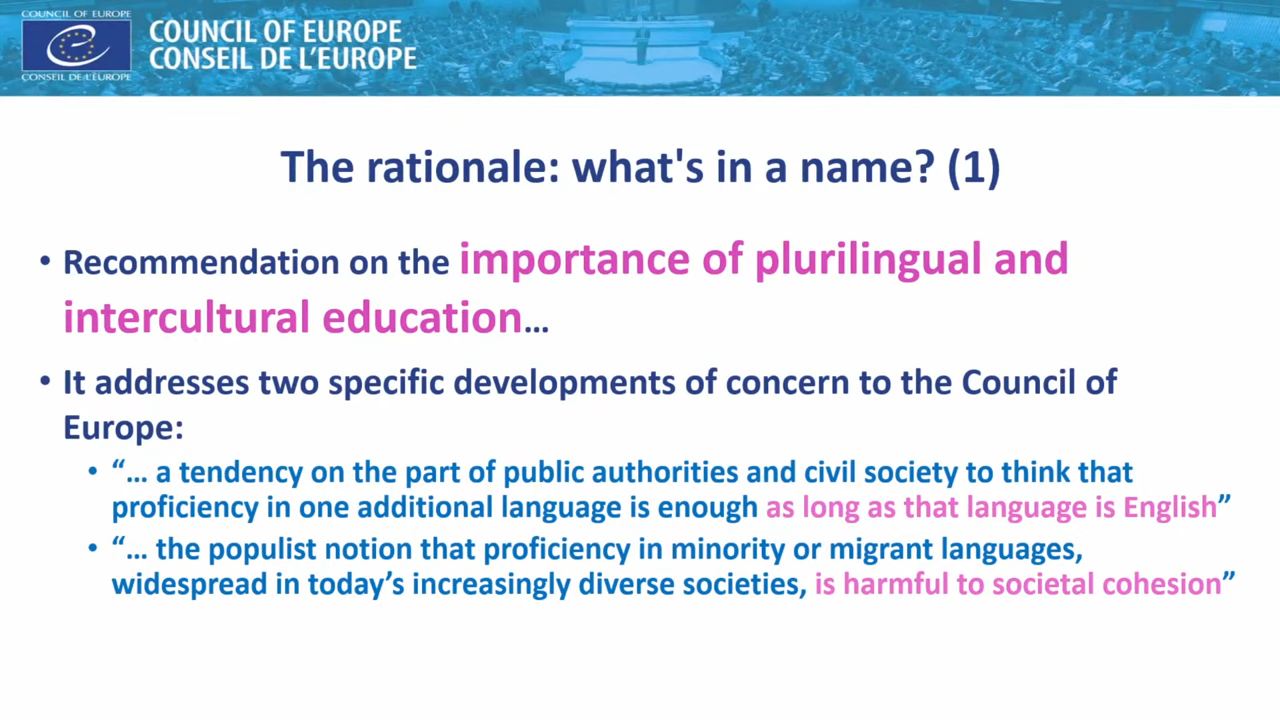 COUNCIL OF EUROPE
CONSEIL DE L'EUROPE
COUNCIL OF EUROPE
CONSEIL DE L'EUROPE
The rationale: what's in a name? (1)
• Recommendation on the importance of plurilingual and
intercultural education…
• It addresses two specific developments of concern to the Council of
Europe:
• “… a tendency on the part of public authorities and civil society to think that
proficiency in one additional language is enough as long as that language is English”
• “… the populist notion that proficiency in minority or migrant languages,
widespread in today’s increasingly diverse societies, is harmful to societal cohesion”